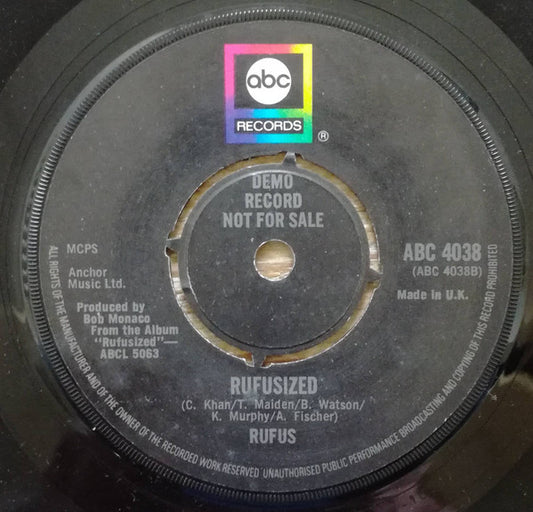 abc
RECORDS
®
DEMO
RECORD
NOT FOR SALE
MCPS
Anchor
Music Ltd.
Produced by
Bob Monaco
From the Album
"Rufusized"—
ABCL 5063
ABC 4038
(ABC 4038B)
Made in U.K.
RUFUSIZED
(C. Khan/T. Maiden/B. Watson/
K. Murphy/A. Fischer)
RUFUS
ALL RIGHTS OF THE MANUFACTURER AND OF THE OWNER OF THE RECORDED WORK RESERVED UNAUTHORISED PUBLIC PERFORMANCE BROADCASTING AND COPYING OF THIS RECORD PROHIBITED